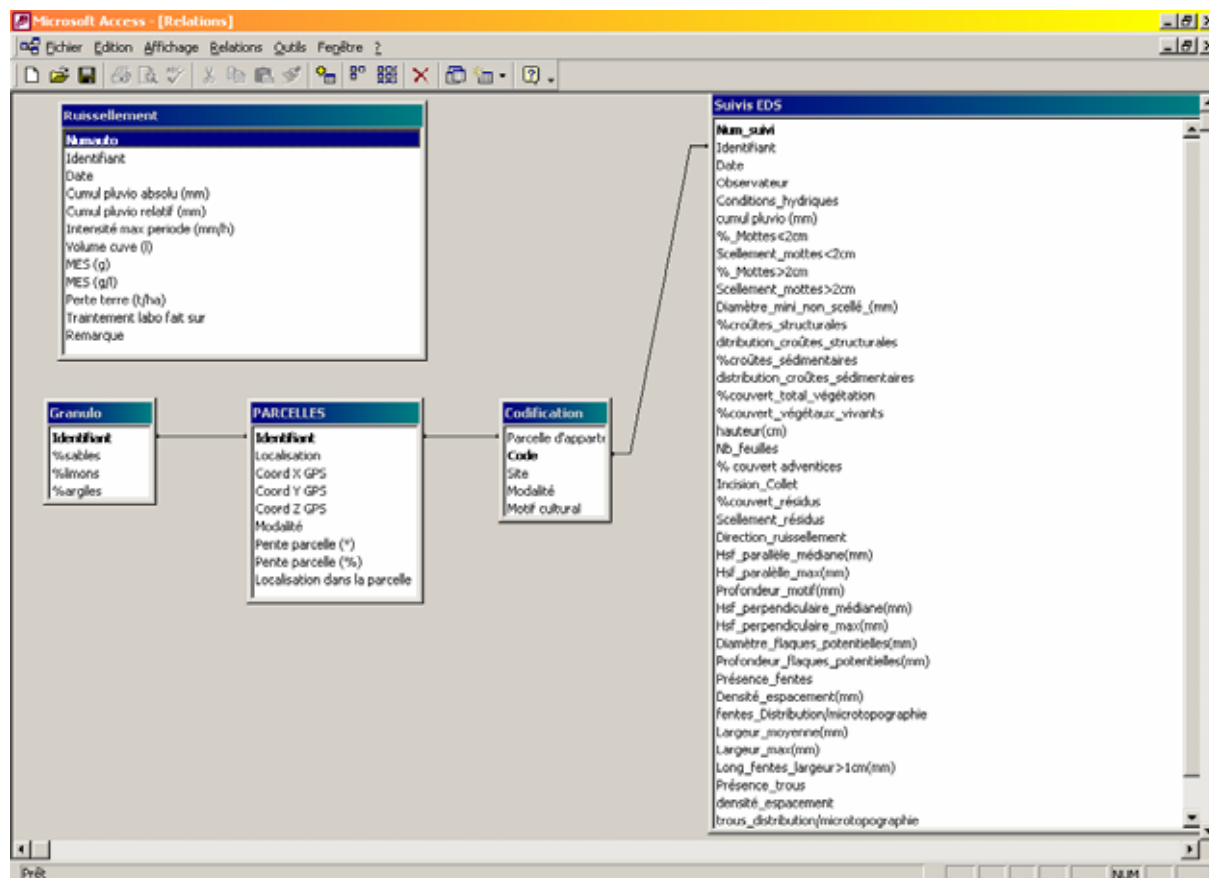 Microsoft Access - [Relations]
Fichier Edition Affichage Relations Outils Fenêtre ?
Ruissellement
Numauto
Identifiant
Date
Cumul pluvio absolu (mm)
Cumul pluvio relatif (mm)
Intensité max periode (mm/h)
Volume cuve (l)
MES (g)
MES (g/l)
Perte terre (t/ha)
Traintement labo fait sur
Remarque
Granulo
Identifiant
%sables
%limons
%argiles
PARCELLES
Identifiant
Localisation
Coord X GPS
Coord Y GPS
Coord Z GPS
Modalité
Pente parcelle (°)
Pente parcelle (%)
Localisation dans la parcelle
Codification
Parcelle d'apparte
Code
Site
Modalité
Motif cultural
Suivis EDS
Num_suivi
Identifiant
Date
Observateur
Conditions_hydriques
cumul pluvio (mm)
%_Mottes<2cm
Scellement_mottes<2cm
%_Mottes>2cm
Scellement_mottes>2cm
Diamètre_mini_non_scellé_(mm)
%croûtes_structurales
ditribution_croûtes_structurales
%croûtes_sédimentaires
distribution_croûtes_sédimentaires
%couvert_total_végétation
%couvert_végétaux_vivants
hauteur(cm)
Nb_feuilles
% couvert adventices
Incision_Collet
%couvert_résidus
Scellement_résidus
Direction_ruissellement
Hsf_parallèle_médiane(mm)
Hsf_paralèlle_max(mm)
Profondeur_motif(mm)
Hsf_perpendiculaire_médiane(mm)
Hsf_perpendiculaire_max(mm)
Diamètre_flaques_potentielles(mm)
Profondeur_flaques_potentielles(mm)
Présence_fentes
Densité_espacement(mm)
fentes_Distribution/microtopographie
Largeur_moyenne(mm)
Largeur_max(mm)
Long_fentes_largeur>1cm(mm)
Présence_trous
densité_espacement
trous_distribution/microtopographie
Prêt
NUM